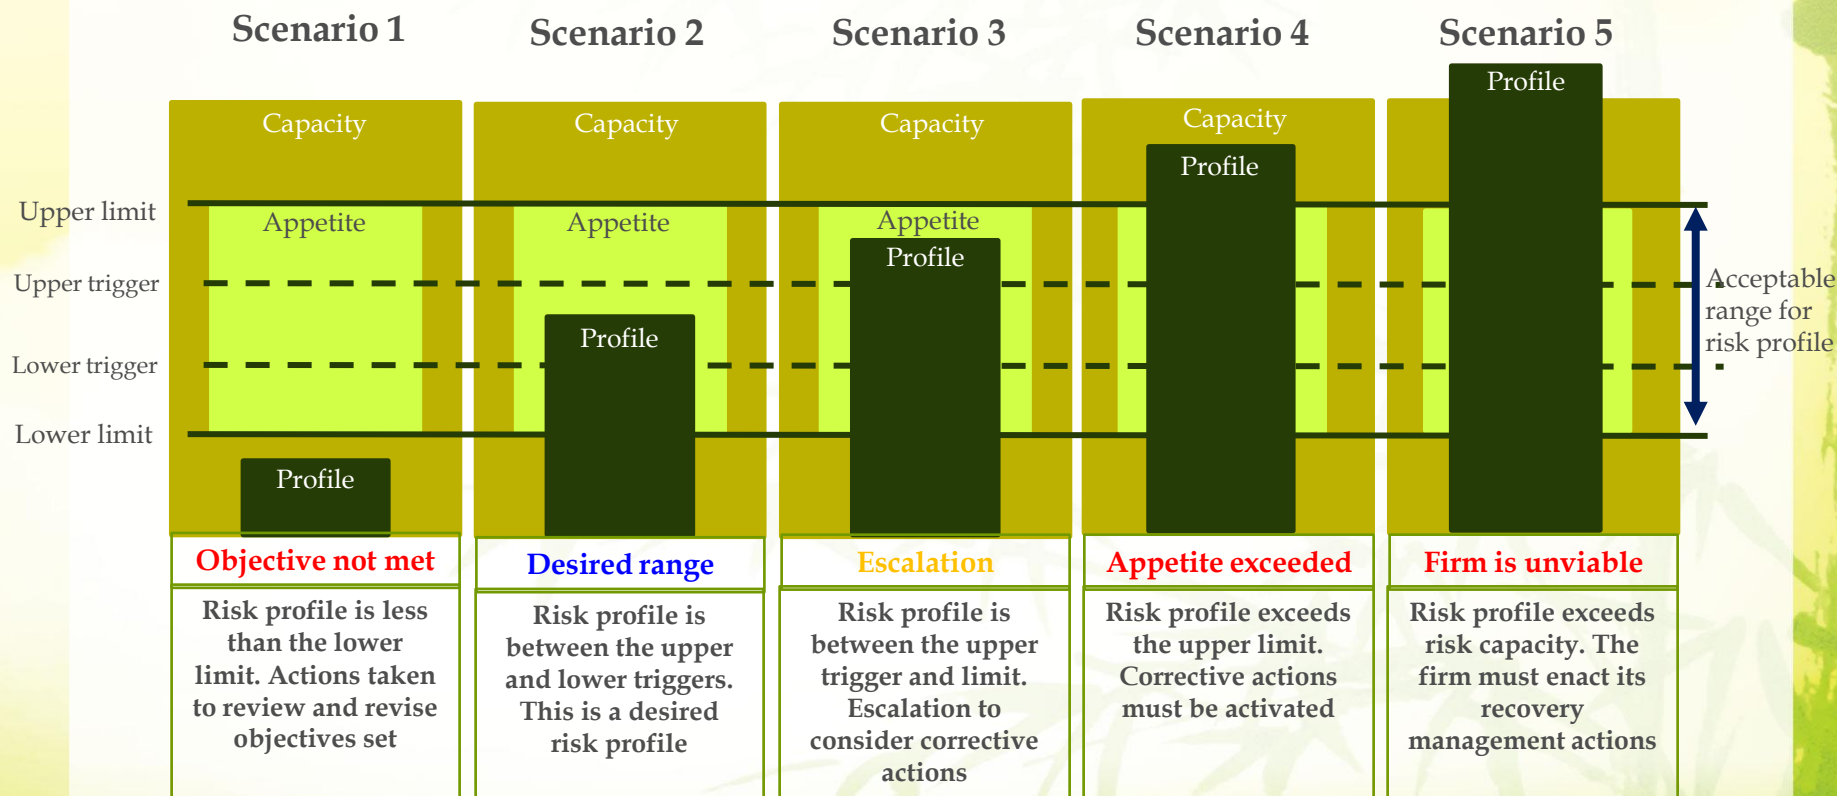 Scenario 1
Scenario 2
Scenario 3
Scenario 4
Scenario 5
Capacity
Capacity
Capacity
Capacity
Profile
Profile
Upper limit
Appetite
Appetite
Appetite
Profile
Upper trigger
Acceptable
range for
risk profile
Profile
Lower trigger
Lower limit
Profile
Objective not met
Risk profile is less
than the lower
limit. Actions taken
to review and revise
objectives set
Desired range
Risk profile is
between the upper
and lower triggers.
This is a desired
risk profile
Escalation
Risk profile is
between the upper
trigger and limit.
Escalation to
consider corrective
actions
Appetite exceeded
Risk profile exceeds
the upper limit.
Corrective actions
must be activated
Firm is unviable
Risk profile exceeds
risk capacity. The
firm must enact its
recovery
management actions